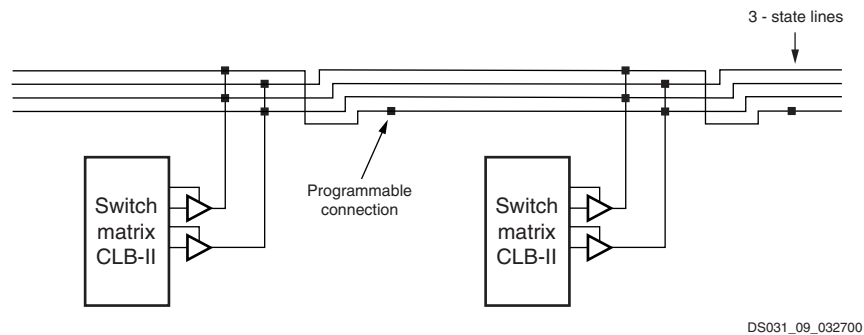 3 - state lines
Programmable
connection
Switch
matrix
CLB-II
Switch
matrix
CLB-II
DS031_09_032700